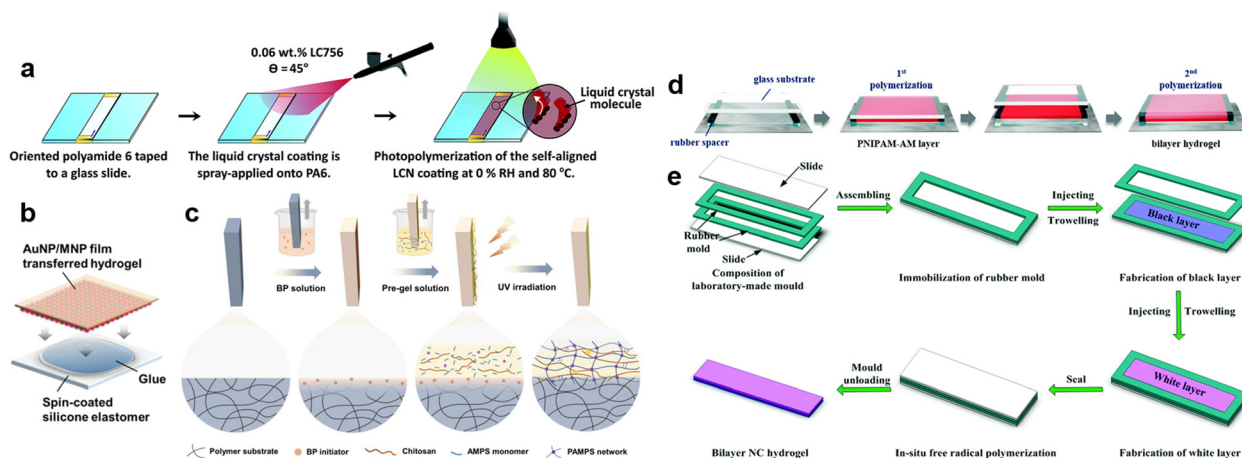 a
0.06 wt.% LC756
Θ = 45°
Liquid crystal
molecule
Oriented polyamide 6 taped
to a glass slide.
The liquid crystal coating is
spray-applied onto PA6.
Photopolymerization of the self-aligned
LCN coating at 0 % RH and 80 °C.
b
AuNP/MNP film
transferred hydrogel
Glue
Spin-coated
silicone elastomer
c
BP solution
Pre-gel solution
UV irradiation
Polymer substrate
BP initiator
Chitosan
AMPS monomer
PAMPS network
d
glass substrate
rubber spacer
1st
polymerization
PNIPAM-AM layer
2nd
polymerization
bilayer hydrogel
e
Slide
Rubber
mold
Slide
Composition of
laboratory-made mould
Assembling
Immobilization of rubber mold
Injecting
Trowelling
Black layer
Fabrication of black layer
Injecting
Trowelling
White layer
Fabrication of white layer
Seal
In-situ free radical polymerization
Mould
unloading
Bilayer NC hydrogel